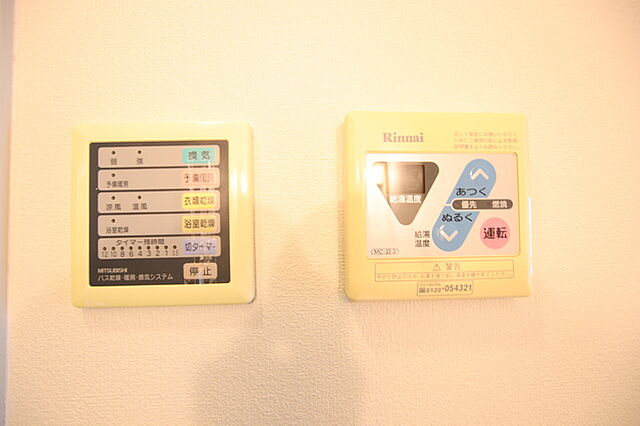 弱 強 換気
予備暖房 予備暖房
涼風 温風 衣類乾燥
浴室乾燥 浴室乾燥
タイマー残時間
12 10 8 6 4 3 2 1 0.5 切タイマー
MITSUBISHI 停止
バス乾燥・暖房・換気システム
Rinnai
給湯温度
あつく
優先 燃焼
ぬるく
給湯
温度
運転
警告
0120-054321